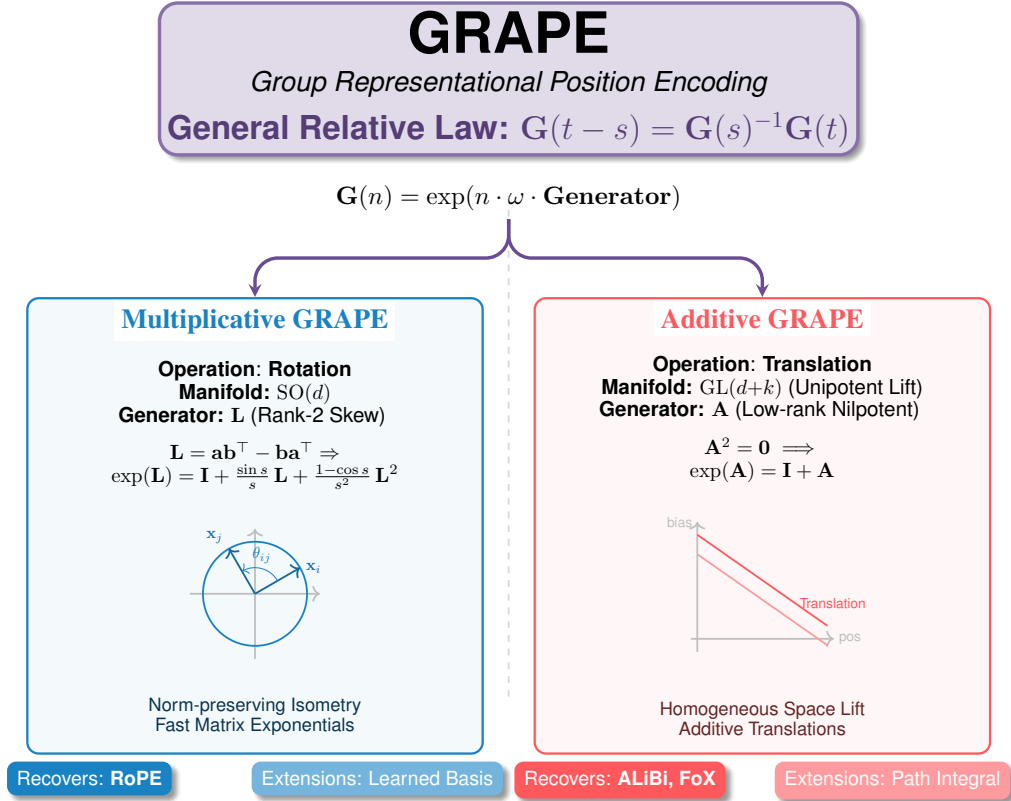 GRAPE
Group Representational Position Encoding
General Relative Law: G(t − s) = G(s)⁻¹G(t)
G(n) = exp(n · ω · Generator)
Multiplicative GRAPE
Operation: Rotation
Manifold: SO(d)
Generator: L (Rank-2 Skew)
L = ab⊤ − ba⊤ ⇒
exp(L) = I + sin s/s L + 1−cos s/s² L²
x_j
θ_ij
x_i
Norm-preserving Isometry
Fast Matrix Exponentials
Recovers: RoPE
Extensions: Learned Basis
Additive GRAPE
Operation: Translation
Manifold: GL(d+k) (Unipotent Lift)
Generator: A (Low-rank Nilpotent)
A² = 0 ⟹
exp(A) = I + A
bias
Translation
pos
Homogeneous Space Lift
Additive Translations
Recovers: ALiBi, FoX
Extensions: Path Integral